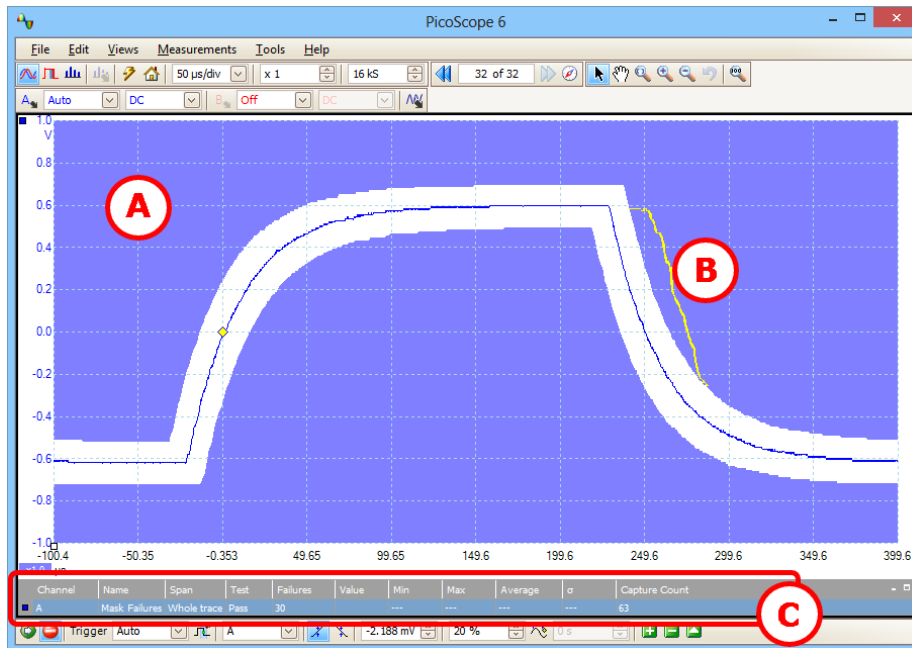 PicoScope 6
File Edit Views Measurements Tools Help
50 µs/div x 1 16 kS 32 of 32
A Auto DC B Off DC
1.0
V
0.8
0.6
0.4
0.2
0.0
-0.2
-0.4
-0.6
-0.8
-1.0
A
B
-100.4 -50.35 -0.353 49.65 99.65 149.6 199.6 249.6 299.6 349.6 399.6
Channel Name Span Test Failures Value Min Max Average σ Capture Count
A Mask Failures Whole trace Pass 30 --- --- --- --- --- 63
C
Trigger Auto A -2.188 mV 20 % 0 s